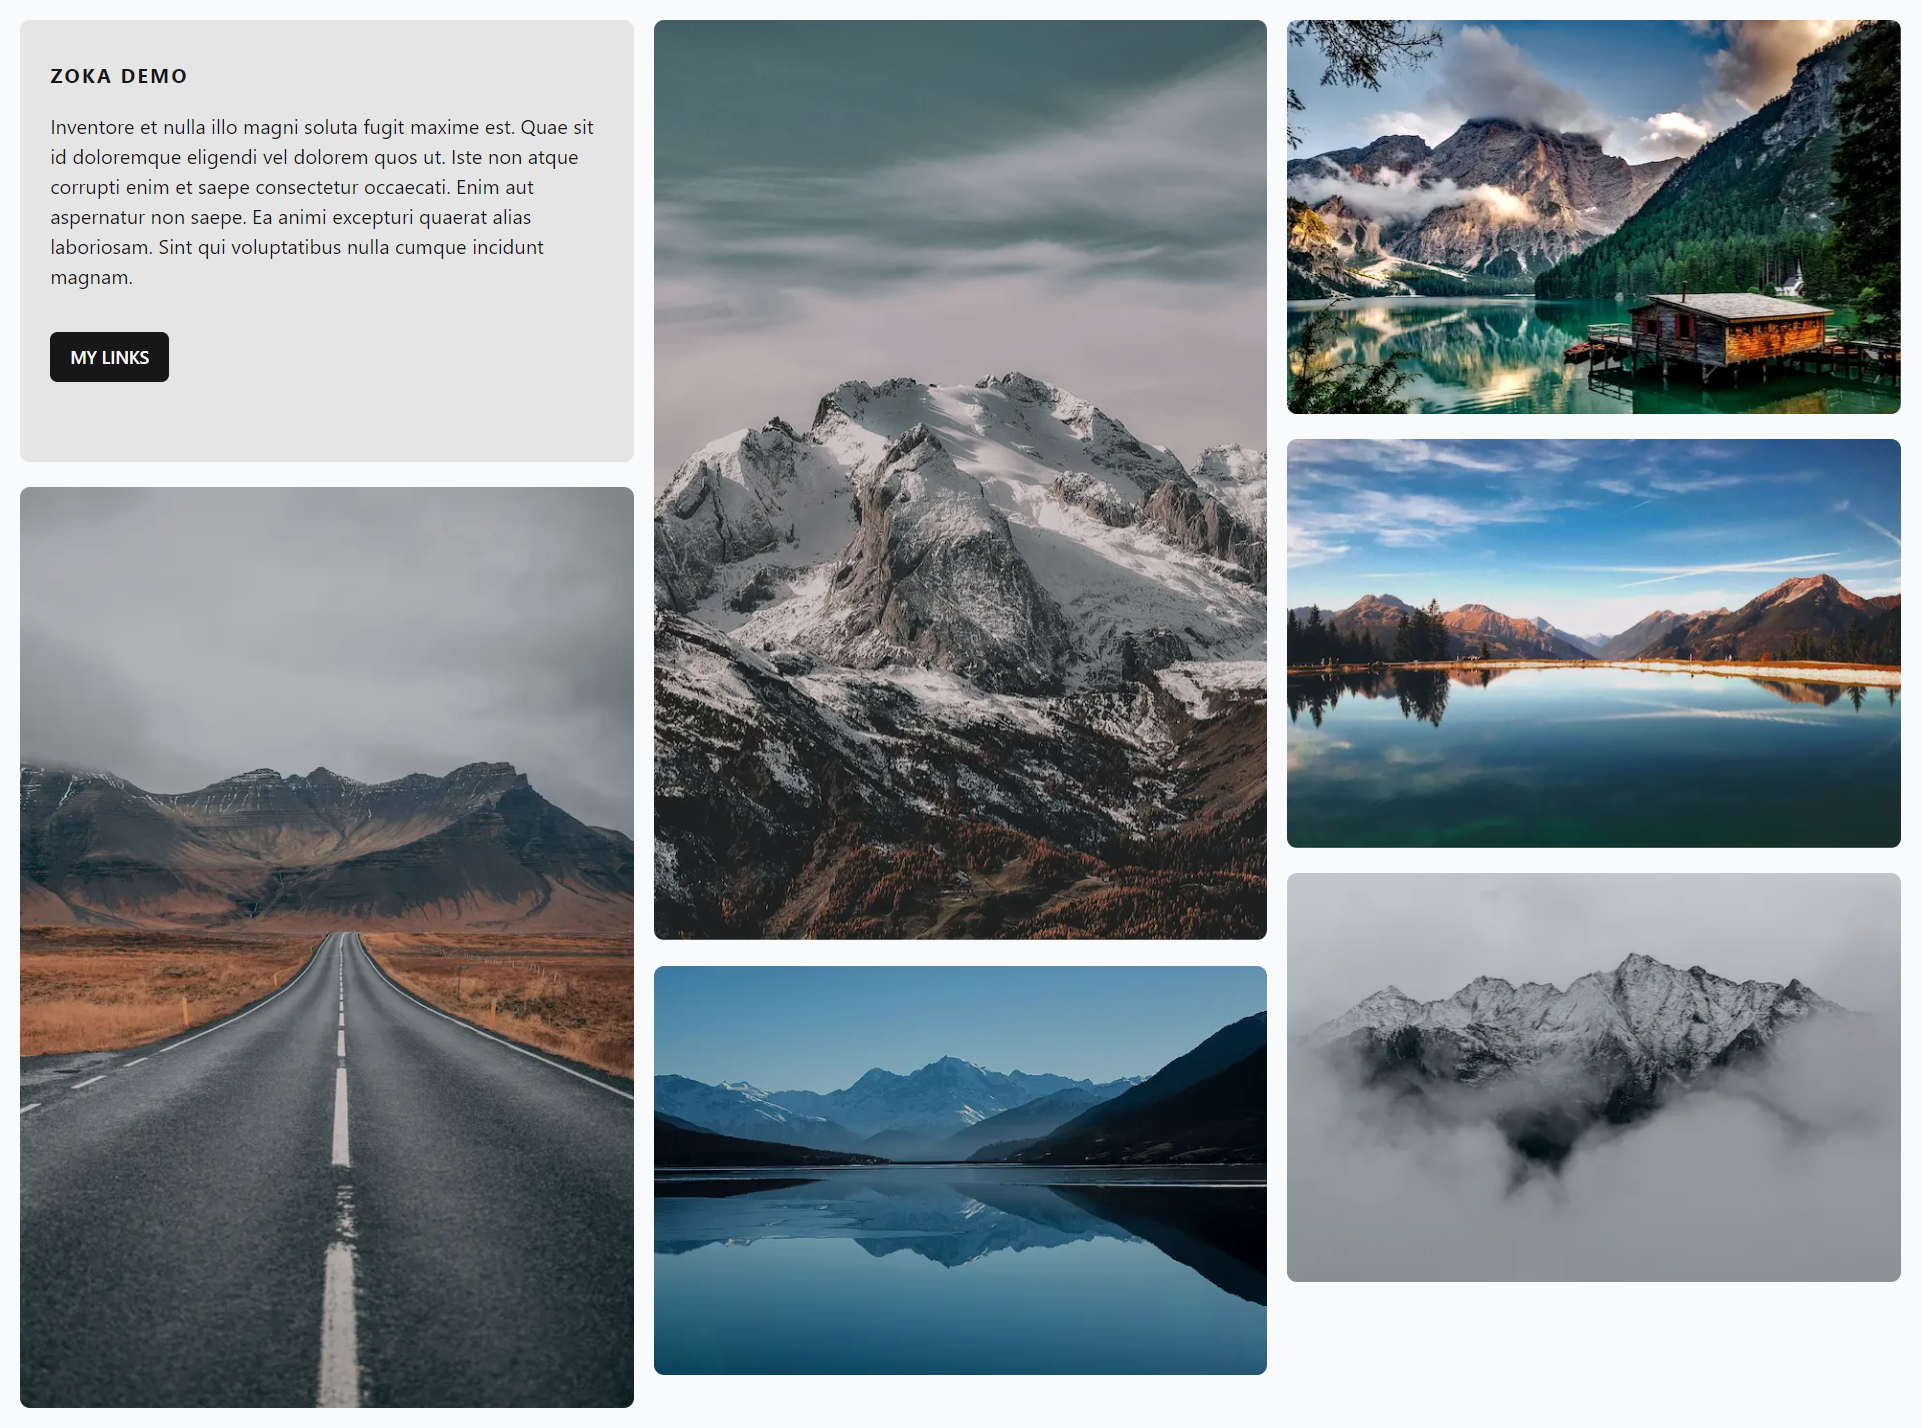 ZOKA DEMO
Inventore et nulla illo magni soluta fugit maxime est. Quae sit
id doloremque eligendi vel dolorem quos ut. Iste non atque
corrupti enim et saepe consectetur occaecati. Enim aut
aspernatur non saepe. Ea animi excepturi quaerat alias
laboriosam. Sint qui voluptatibus nulla cumque incidunt
magnam.
MY LINKS